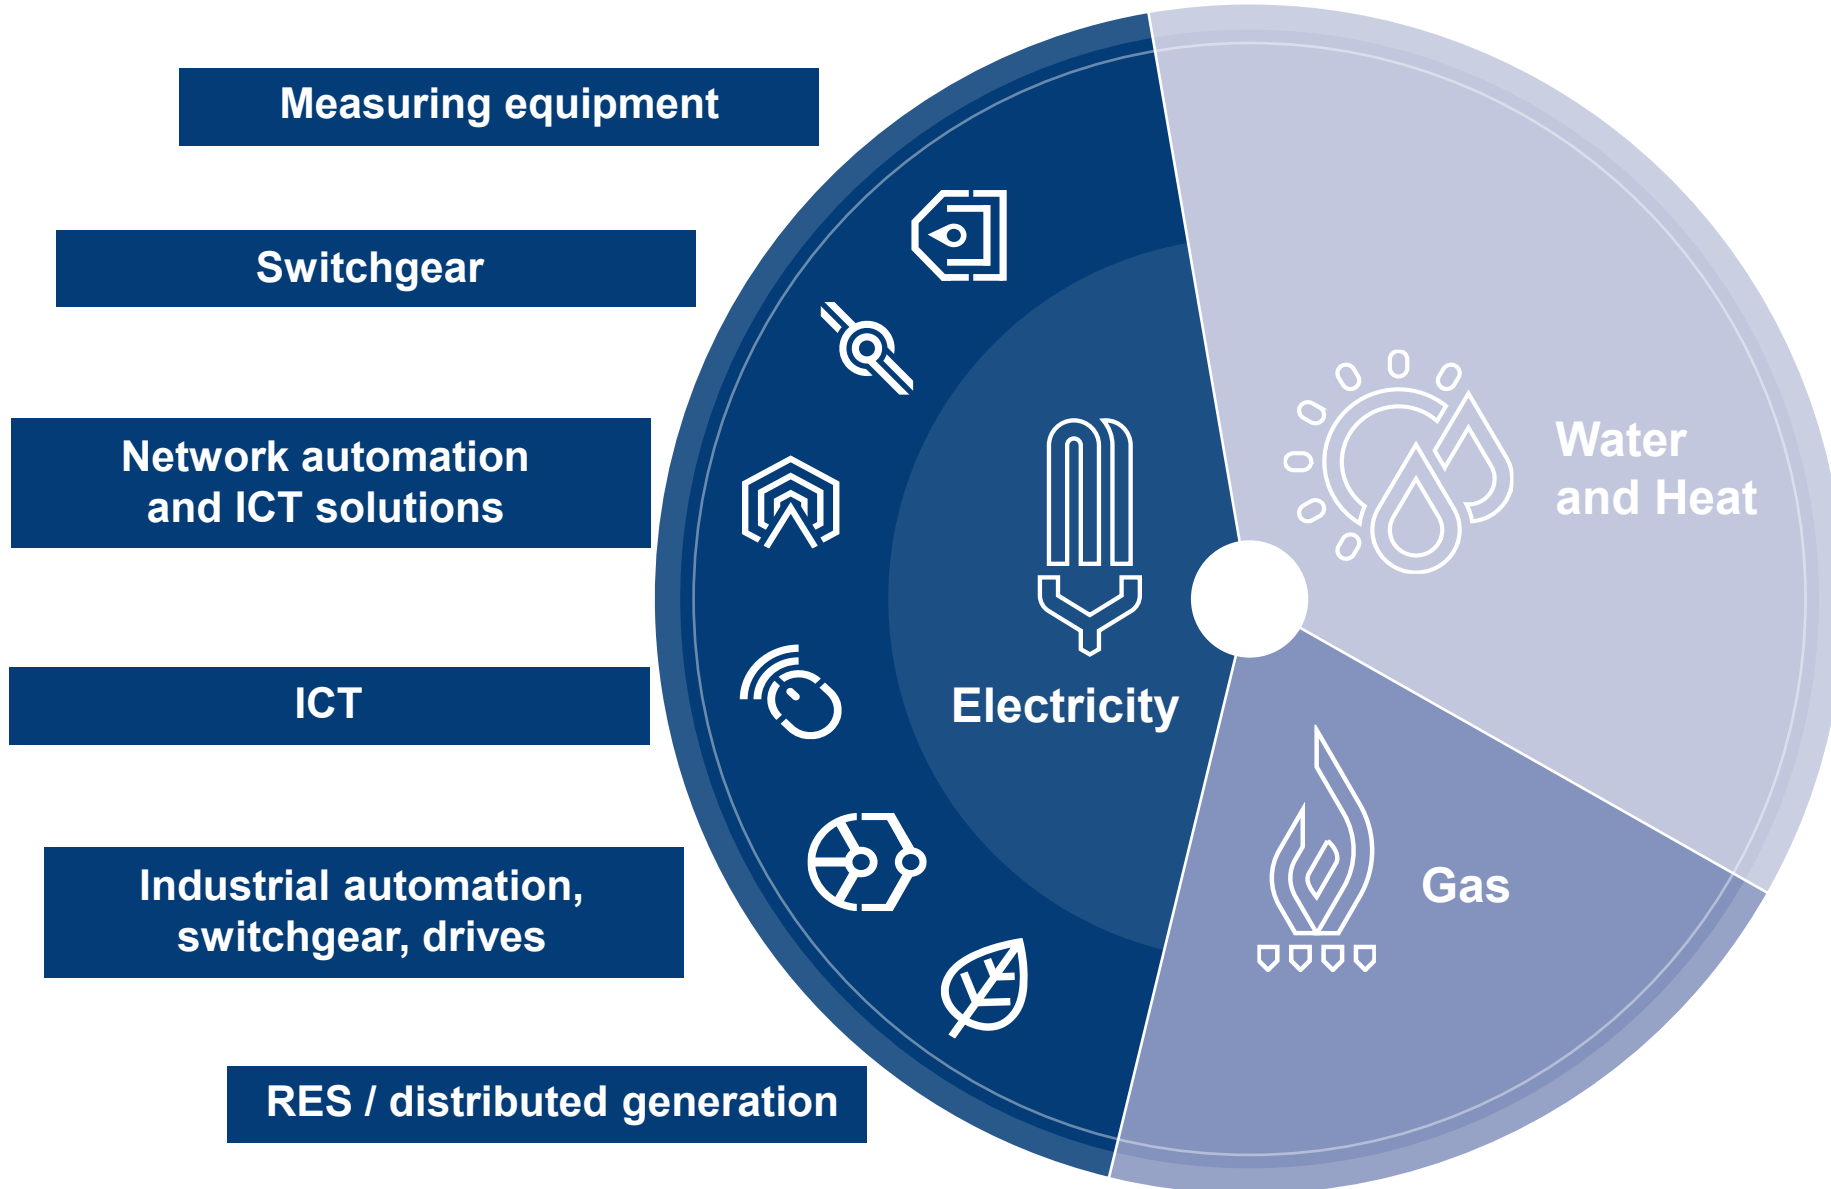 Measuring equipment
Switchgear
Network automation
and ICT solutions
ICT
Industrial automation,
switchgear, drives
RES / distributed generation
Electricity
Water
and Heat
Gas